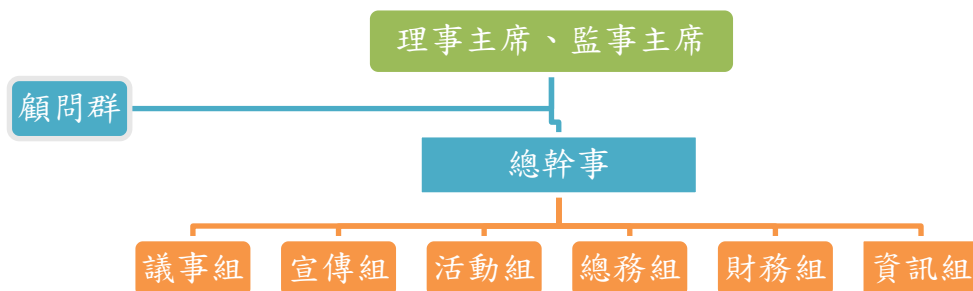 理事主席、監事主席
顧問群
總幹事
議事組
宣傳組
活動組
總務組
財務組
資訊組